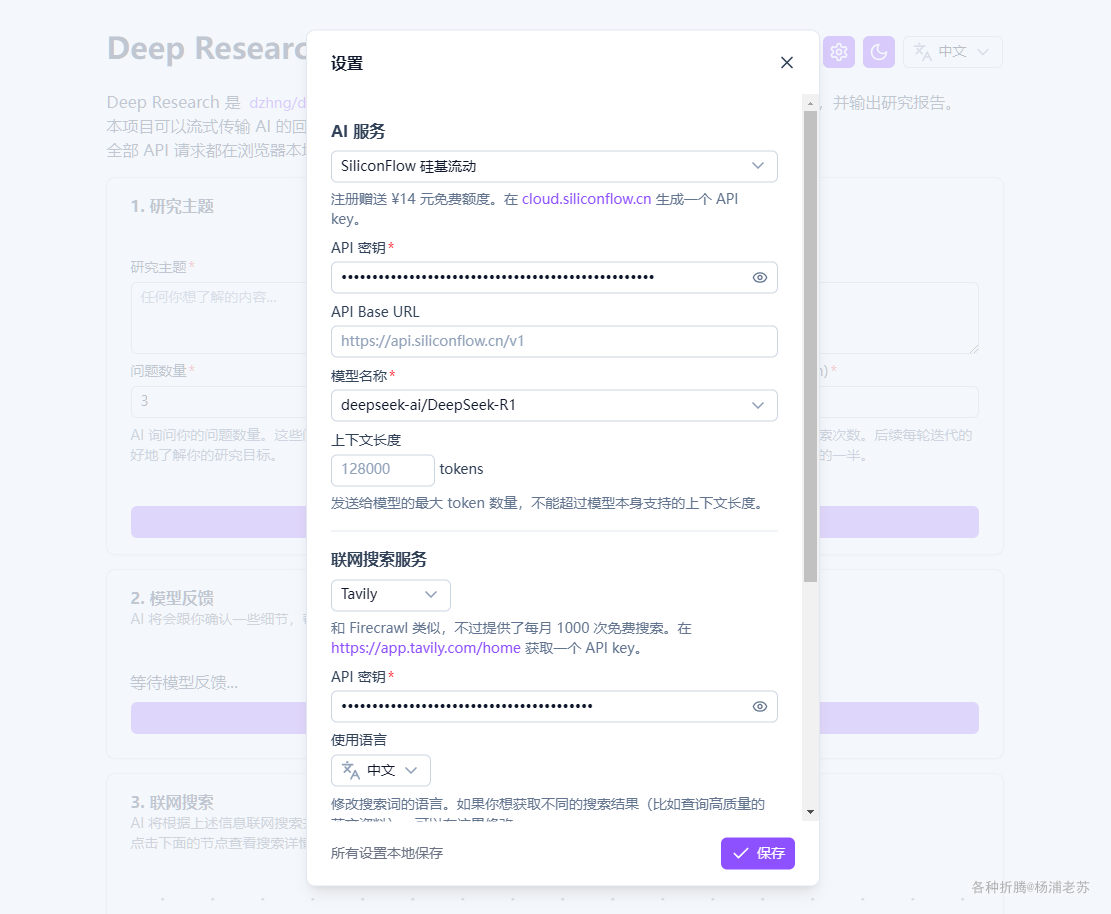 Deep Researc
中文
Deep Research 是 dzhng/d
，并输出研究报告。
本项目可以流式传输 AI 的回
全部 API 请求都在浏览器本
1. 研究主题
研究主题*
任何你想了解的内容...
问题数量*
)*
3
AI 询问你的问题数量。这些
索次数。后续每轮迭代的
好地了解你的研究目标。
的一半。
2. 模型反馈
AI 将会跟你确认一些细节，
等待模型反馈...
3. 联网搜索
AI 将根据上述信息联网搜索
点击下面的节点查看搜索详情
设置
AI 服务
SiliconFlow 硅基流动
注册赠送 ¥14 元免费额度。在 cloud.siliconflow.cn 生成一个 API
key。
API 密钥*
••••••••••••••••••••••••••••••••••••••••••••••••••••
API Base URL
https://api.siliconflow.cn/v1
模型名称*
deepseek-ai/DeepSeek-R1
上下文长度
128000 tokens
发送给模型的最大 token 数量，不能超过模型本身支持的上下文长度。
联网搜索服务
Tavily
和 Firecrawl 类似，不过提供了每月 1000 次免费搜索。在
https://app.tavily.com/home 获取一个 API key。
API 密钥*
•••••••••••••••••••••••••••••••••••••••••
使用语言
中文
修改搜索词的语言。如果你想获取不同的搜索结果（比如查询高质量的
所有设置本地保存
保存
各种折腾@杨浦老苏